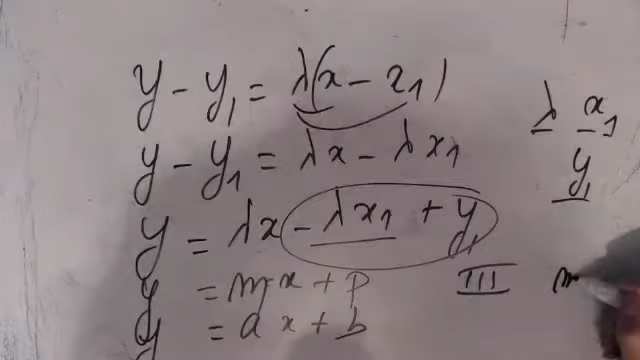 y - y₁ = λ(x - x₁)
y - y₁ = λx - λx₁
y = λx - λx₁ + y₁
y = mx + p
y = ax + b
λ x₁
y₁
III m